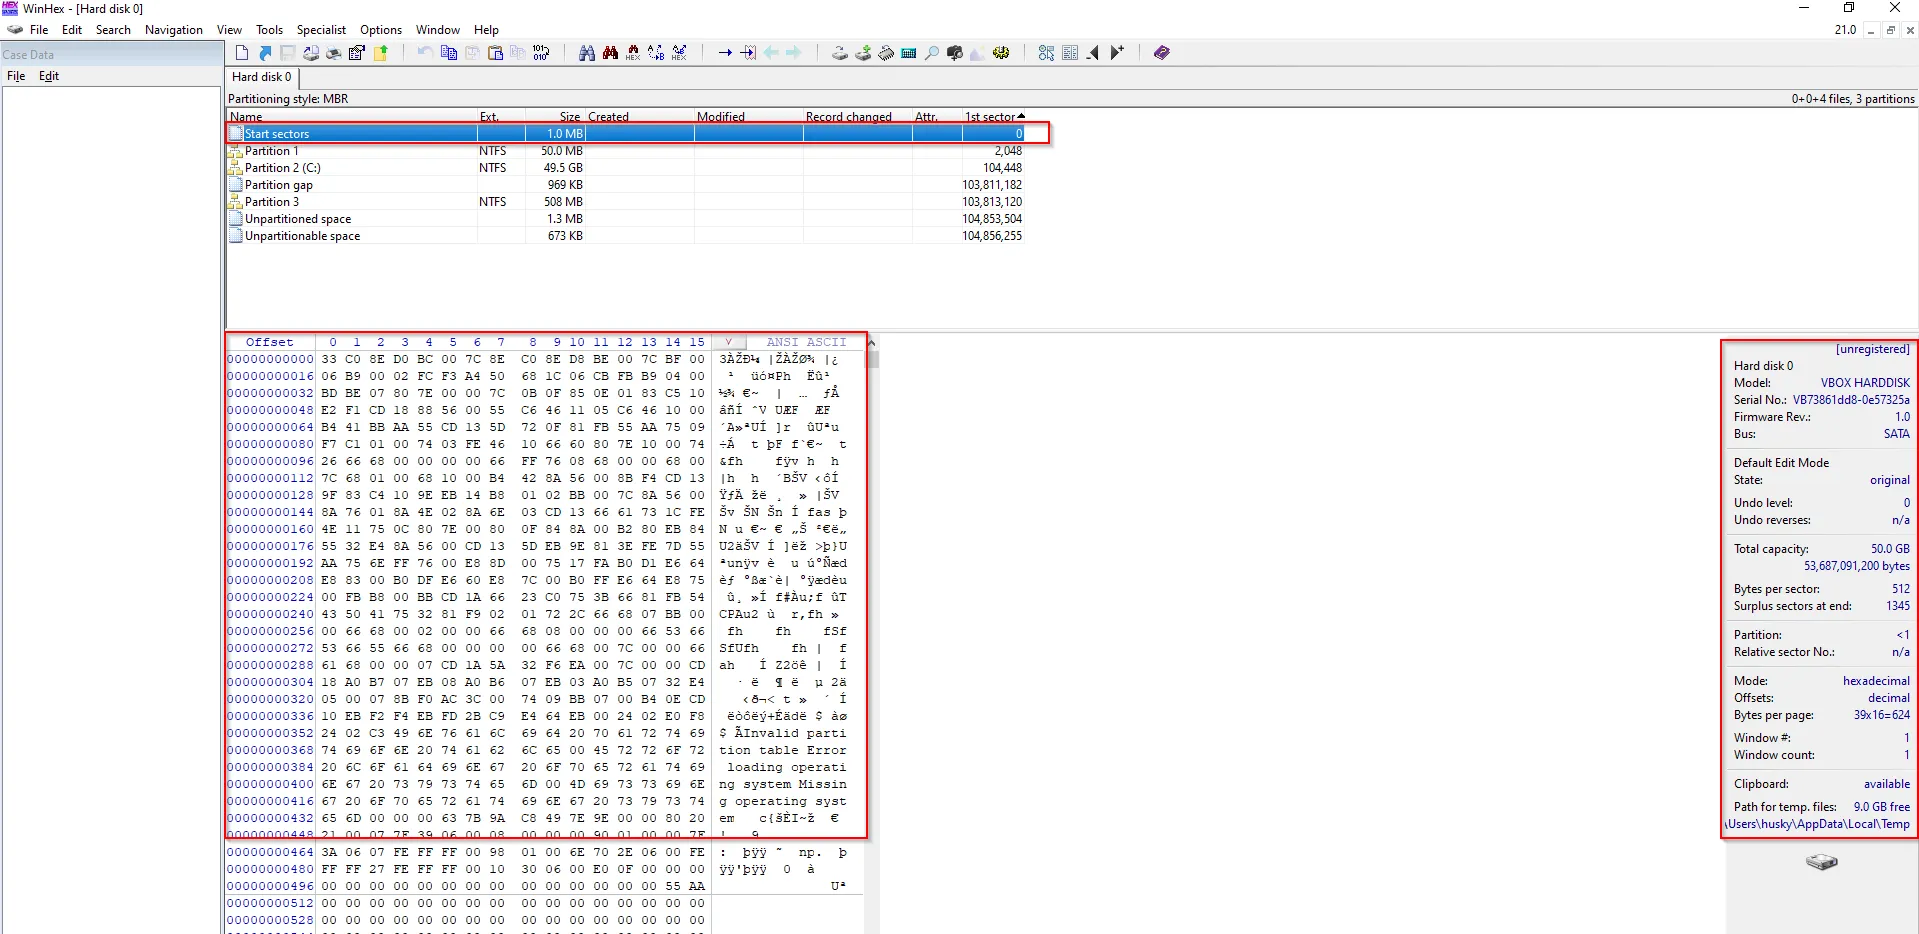 WinHex - [Hard disk 0]
File Edit Search Navigation View Tools Specialist Options Window Help 21.0
Case Data
File Edit
Hard disk 0
Partitioning style: MBR 0+0+4 files, 3 partitions
Name Ext. Size Created Modified Record changed Attr. 1st sector
Start sectors 1.0 MB 0
Partition 1 NTFS 50.0 MB 2,048
Partition 2 (C:) NTFS 49.5 GB 104,448
Partition gap 969 KB 103,811,182
Partition 3 NTFS 508 MB 103,813,120
Unpartitioned space 1.3 MB 104,853,504
Unpartitionable space 673 KB 104,856,255
Offset 0 1 2 3 4 5 6 7 8 9 10 11 12 13 14 15 ANSI ASCII
00000000000 33 C0 8E D0 BC 00 7C 8E C0 8E D8 BE 00 7C BF 00 3ÀŽÐ¼ |ŽÀŽØ¾ |¿
00000000016 06 B9 00 02 FC F3 A4 50 68 1C 06 CB FB B9 04 00 ¹ üó¤Ph Ëû¹
00000000032 BD BE 07 80 7E 00 00 7C 0B 0F 85 0E 01 83 C5 10 ½¾ €~ | … ƒÅ
00000000048 E2 F1 CD 18 88 56 00 55 C6 46 11 05 C6 46 10 00 âñÍ ˆV UÆF ÆF
00000000064 B4 41 BB AA 55 CD 13 5D 72 0F 81 FB 55 AA 75 09 ´A»ªUÍ ]r ûUªu
00000000080 F7 C1 01 00 74 03 FE 46 10 66 60 80 7E 10 00 74 ÷Á t þF f`€~ t
00000000096 26 66 68 00 00 00 00 66 FF 76 08 68 00 00 68 00 &fh fÿv h h
00000000112 7C 68 01 00 68 10 00 B4 42 8A 56 00 8B F4 CD 13 |h h ´BŠV ‹ôÍ
00000000128 9F 83 C4 10 9E EB 14 B8 01 02 BB 00 7C 8A 56 00 ŸƒÄ žë ¸ » |ŠV
00000000144 8A 76 01 8A 4E 02 8A 6E 03 CD 13 66 61 73 1C FE Šv ŠN Šn Í fas þ
00000000160 4E 11 75 0C 80 7E 00 80 0F 84 8A 00 B2 80 EB 84 N u €~ € „Š ²€ë„
00000000176 55 32 E4 8A 56 00 CD 13 5D EB 9E 81 3E FE 7D 55 U2äŠV Í ]ëž >þ}U
00000000192 AA 75 6E FF 76 00 E8 8D 00 75 17 FA B0 D1 E6 64 ªunÿv è u ú°Ñæd
00000000208 E8 83 00 B0 DF E6 60 E8 7C 00 B0 FF E6 64 E8 75 èƒ °ßæ`è| °ÿædèu
00000000224 00 FB B8 00 BB CD 1A 66 23 C0 75 3B 66 81 FB 54 û¸ »Í f#Àu;f ûT
00000000240 43 50 41 75 32 81 F9 02 01 72 2C 66 68 07 BB 00 CPAu2 ù r,fh »
00000000256 00 66 68 00 02 00 00 66 68 08 00 00 00 66 53 66 fh fh fSf
00000000272 53 66 55 66 68 00 00 00 00 66 68 00 7C 00 00 66 SfUfh fh | f
00000000288 61 68 00 00 07 CD 1A 5A 32 F6 EA 00 7C 00 00 CD ah Í Z2öê | Í
00000000304 18 A0 B7 07 EB 08 A0 B6 07 EB 03 A0 B5 07 32 E4 · ë ¶ ë µ 2ä
00000000320 05 00 07 8B F0 AC 3C 00 74 09 BB 07 00 B4 0E CD ‹ð¬< t » ´ Í
00000000336 10 EB F2 F4 EB FD 2B C9 E4 64 EB 00 24 02 E0 F8 ëòôëý+Éädë $ àø
00000000352 24 02 C3 49 6E 76 61 6C 69 64 20 70 61 72 74 69 $ ÃInvalid parti
00000000368 74 69 6F 6E 20 74 61 62 6C 65 00 45 72 72 6F 72 tion table Error
00000000384 20 6C 6F 61 64 69 6E 67 20 6F 70 65 72 61 74 69 loading operati
00000000400 6E 67 20 73 79 73 74 65 6D 00 4D 69 73 73 69 6E ng system Missin
00000000416 67 20 6F 70 65 72 61 74 69 6E 67 20 73 79 73 74 g operating syst
00000000432 65 6D 00 00 00 63 7B 9A C8 49 7E 9E 00 00 80 20 em c{šÈI~ž €
00000000448 21 00 07 7F 39 06 00 08 00 00 00 90 01 00 00 7F ! 9
00000000464 3A 06 07 FE FF FF 00 98 01 00 6E 70 2E 06 00 FE : þÿÿ ˜ np. þ
00000000480 FF FF 27 FE FF FF 00 10 30 06 00 E0 0F 00 00 00 ÿÿ'þÿÿ 0 à
00000000496 00 00 00 00 00 00 00 00 00 00 00 00 00 00 55 AA Uª
00000000512 00 00 00 00 00 00 00 00 00 00 00 00 00 00 00 00
00000000528 00 00 00 00 00 00 00 00 00 00 00 00 00 00 00 00
[unregistered]
Hard disk 0
Model: VBOX HARDDISK
Serial No.: VB73861dd8-0e57325a
Firmware Rev.: 1.0
Bus: SATA
Default Edit Mode
State: original
Undo level: 0
Undo reverses: n/a
Total capacity: 50.0 GB
53,687,091,200 bytes
Bytes per sector: 512
Surplus sectors at end: 1345
Partition: <1
Relative sector No.: n/a
Mode: hexadecimal
Offsets: decimal
Bytes per page: 39x16=624
Window #: 1
Window count: 1
Clipboard: available
Path for temp. files: 9.0 GB free
\Users\husky\AppData\Local\Temp